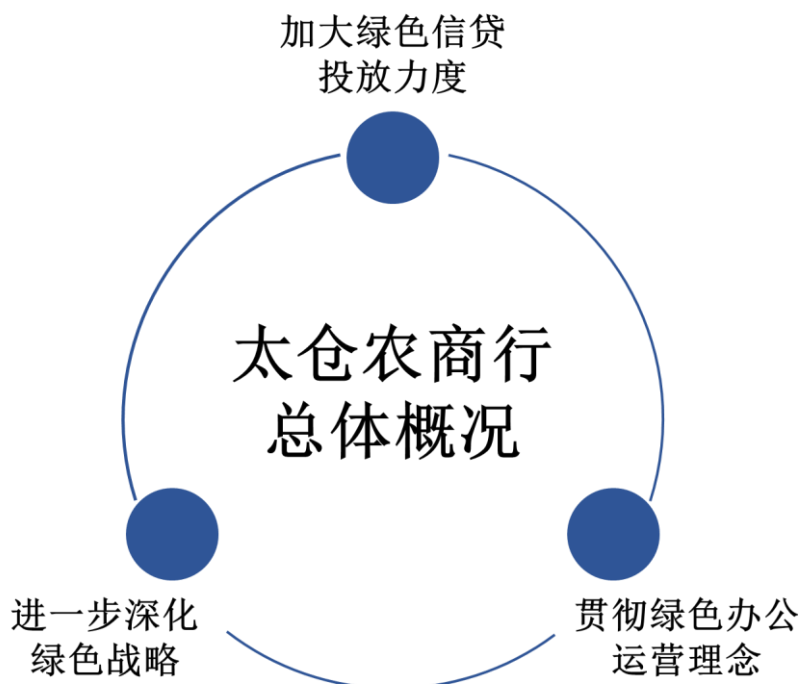 加大绿色信贷
投放力度
太仓农商行
总体概况
进一步深化
绿色战略
贯彻绿色办公
运营理念